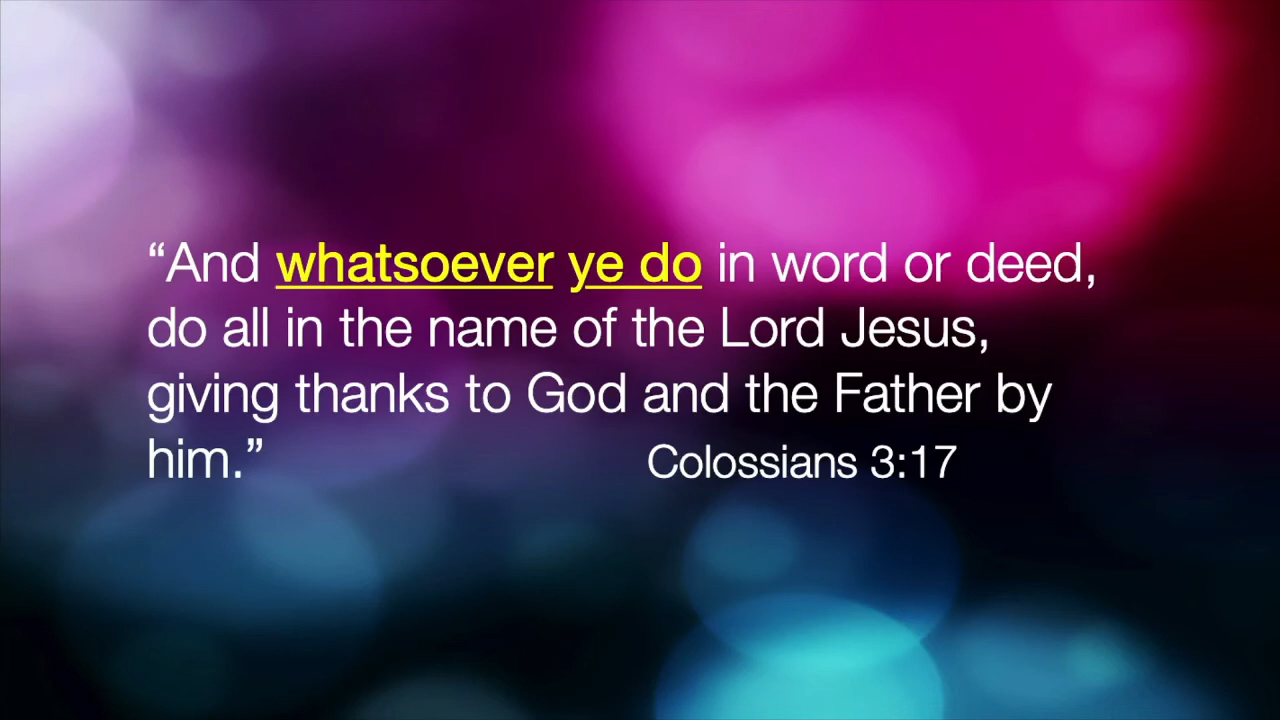 “And whatsoever ye do in word or deed,
do all in the name of the Lord Jesus,
giving thanks to God and the Father by
him.” Colossians 3:17